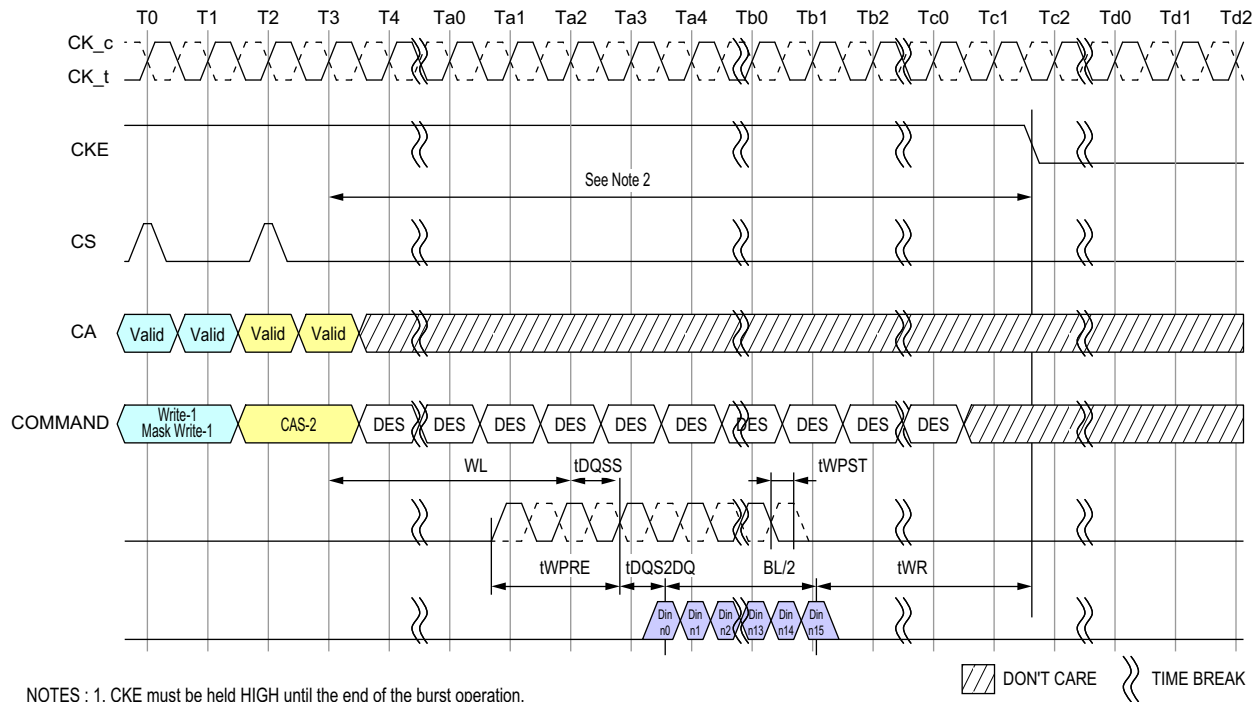 T0 T1 T2 T3 T4 Ta0 Ta1 Ta2 Ta3 Ta4 Tb0 Tb1 Tb2 Tc0 Tc1 Tc2 Td0 Td1 Td2
CK_c
CK_t
CKE
See Note 2
CS
CA Valid Valid Valid Valid
COMMAND
Write-1
Mask Write-1
CAS-2 DES DES DES DES DES DES DES DES DES DES
WL tDQSS tWPST
tWPRE tDQS2DQ BL/2 tWR
Din Din Din Din Din Din
n0 n1 n2 n13 n14 n15
DON'T CARE TIME BREAK
NOTES : 1. CKE must be held HIGH until the end of the burst operation.